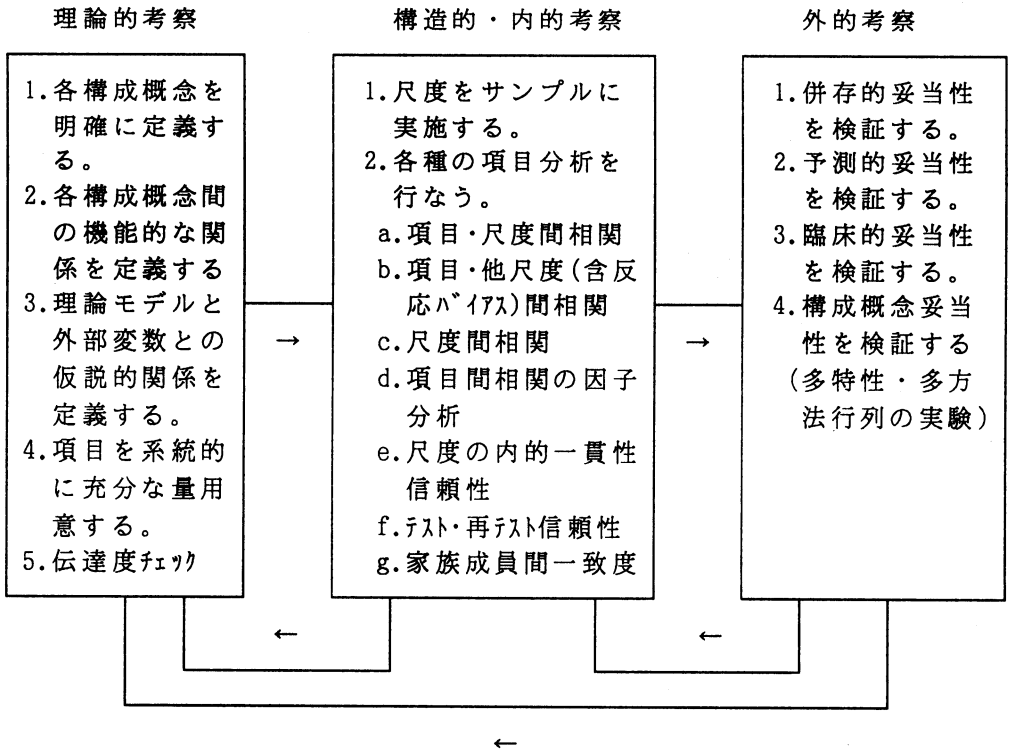 理論的考察
1.各構成概念を
明確に定義す
る。
2.各構成概念間
の機能的な関
係を定義する
3.理論モデルと
外部変数との
仮説的関係を
定義する。
4.項目を系統的
に充分な量用
意する。
5.伝達度チェック
→
構造的・内的考察
1.尺度をサンプルに
実施する。
2.各種の項目分析を
行なう。
a.項目・尺度間相関
b.項目・他尺度(含反
応バイアス)間相関
c.尺度間相関
d.項目間相関の因子
分析
e.尺度の内的一貫性
信頼性
f.テスト・再テスト信頼性
g.家族成員間一致度
→
外的考察
1.併存的妥当性
を検証する。
2.予測的妥当性
を検証する。
3.臨床的妥当性
を検証する。
4.構成概念妥当
性を検証する
(多特性・多方
法行列の実験)
←
←
←